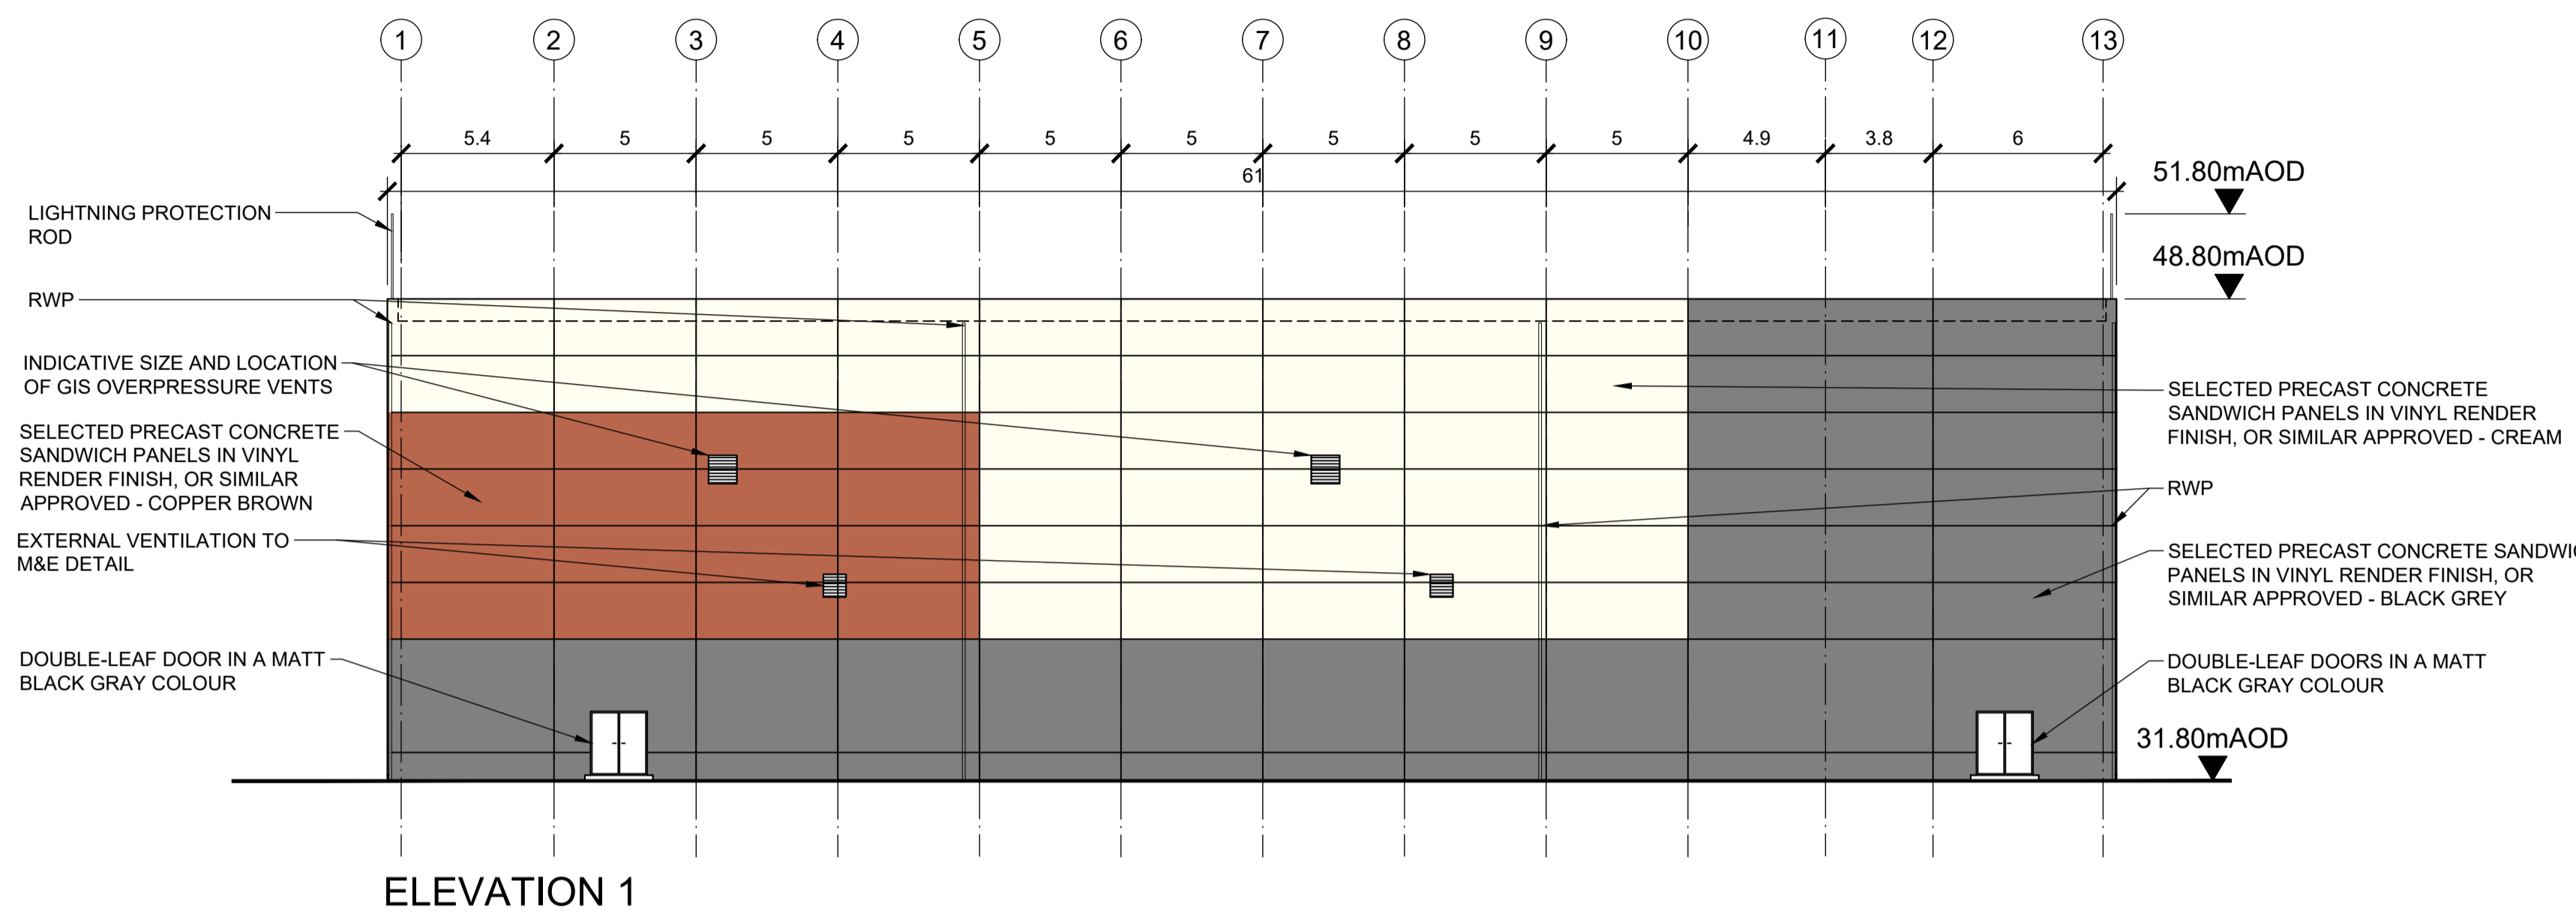 1 2 3 4 5 6 7 8 9 10 11 12 13
5.4 5 5 5 5 5 5 5 5 4.9 3.8 6
61
51.80mAOD
48.80mAOD
LIGHTNING PROTECTION
ROD
RWP
INDICATIVE SIZE AND LOCATION
OF GIS OVERPRESSURE VENTS
SELECTED PRECAST CONCRETE
SANDWICH PANELS IN VINYL
RENDER FINISH, OR SIMILAR
APPROVED - COPPER BROWN
EXTERNAL VENTILATION TO
M&E DETAIL
DOUBLE-LEAF DOOR IN A MATT
BLACK GRAY COLOUR
SELECTED PRECAST CONCRETE
SANDWICH PANELS IN VINYL RENDER
FINISH, OR SIMILAR APPROVED - CREAM
RWP
SELECTED PRECAST CONCRETE SANDWIC
PANELS IN VINYL RENDER FINISH, OR
SIMILAR APPROVED - BLACK GREY
DOUBLE-LEAF DOORS IN A MATT
BLACK GRAY COLOUR
31.80mAOD
ELEVATION 1